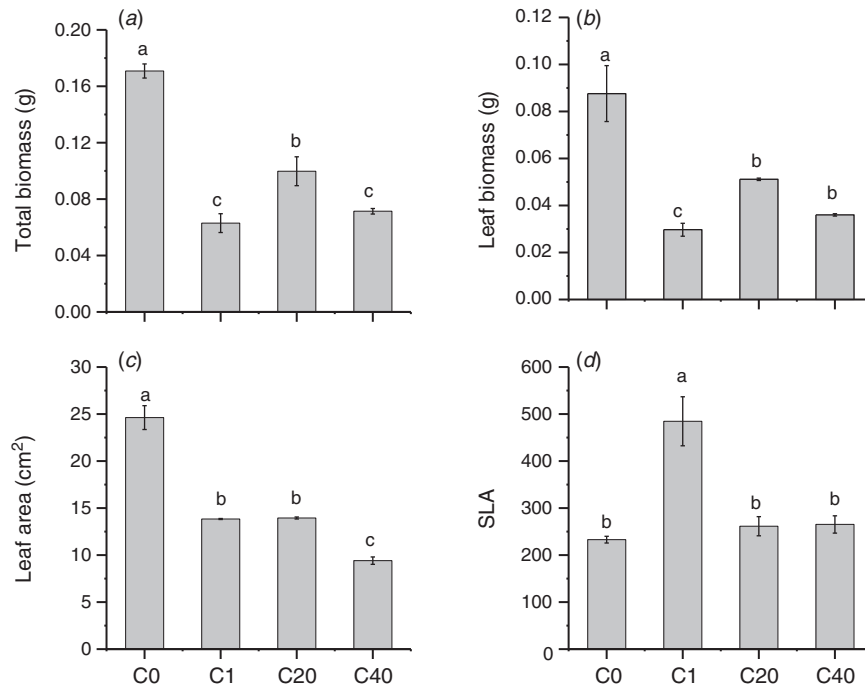 (a)
0.20
0.16
0.12
0.08
0.04
0.00
Total biomass (g)
a
c
b
c
(b)
0.12
0.10
0.08
0.06
0.04
0.02
0.00
Leaf biomass (g)
a
c
b
b
(c)
30
25
20
15
10
5
0
Leaf area (cm²)
a
b
b
c
C0 C1 C20 C40
(d)
600
500
400
300
200
100
0
SLA
b
a
b
b
C0 C1 C20 C40